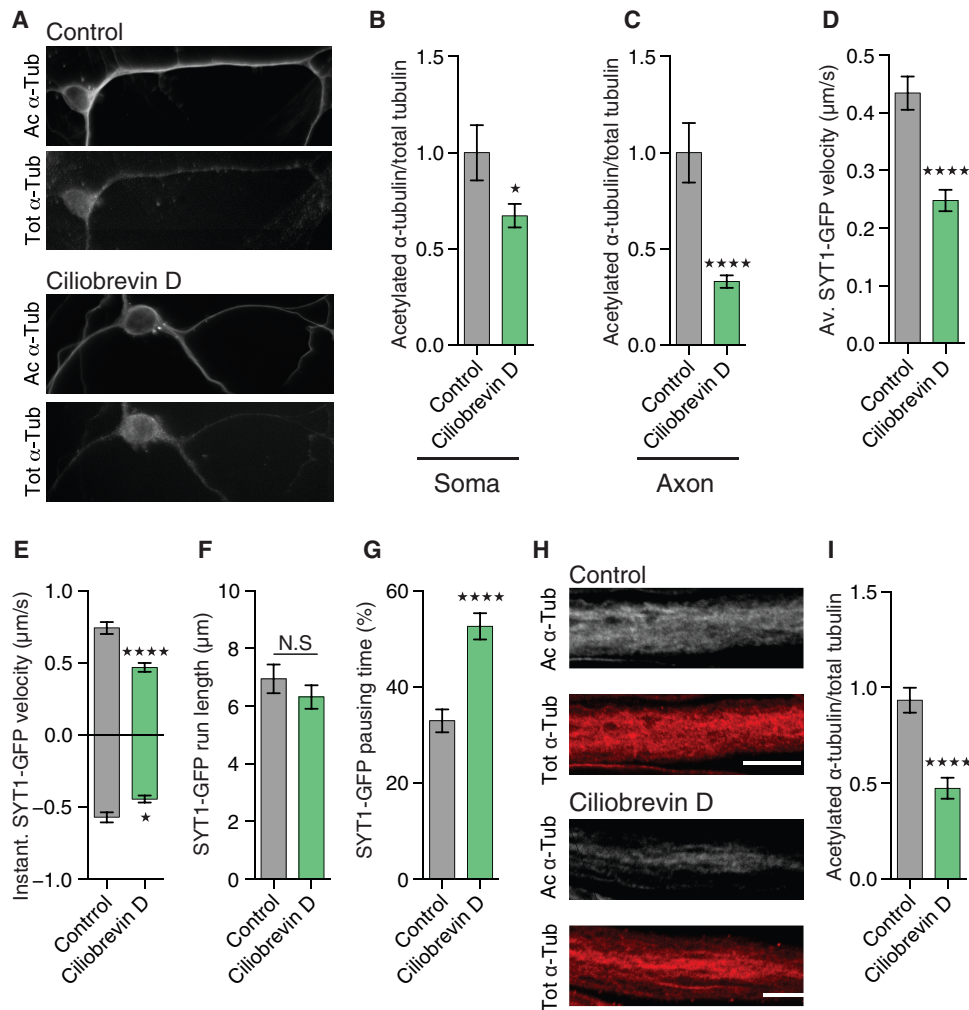 A
Control
Ac α-Tub
Tot α-Tub
Ciliobrevin D
Ac α-Tub
Tot α-Tub
B
Acetylated α-tubulin/total tubulin
1.5
1.0
0.5
0.0
★
Control
Ciliobrevin D
Soma
C
Acetylated α-tubulin/total tubulin
1.5
1.0
0.5
0.0
★★★★
Control
Ciliobrevin D
Axon
D
Av. SYT1-GFP velocity (μm/s)
0.5
0.4
0.3
0.2
0.1
0.0
★★★★
Control
Ciliobrevin D
E
Instant. SYT1-GFP velocity (μm/s)
1.0
0.5
0.0
−0.5
−1.0
★★★★
★
Contrrol
Ciliobrevin D
F
SYT1-GFP run length (μm)
10
8
6
4
2
0
N.S
Control
Ciliobrevin D
G
SYT1-GFP pausing time (%)
60
40
20
0
★★★★
Control
Ciliobrevin D
H
Control
Ac α-Tub
Tot α-Tub
Ciliobrevin D
Ac α-Tub
Tot α-Tub
I
Acetylated α-tubulin/total tubulin
1.5
1.0
0.5
0.0
★★★★
Control
Ciliobrevin D